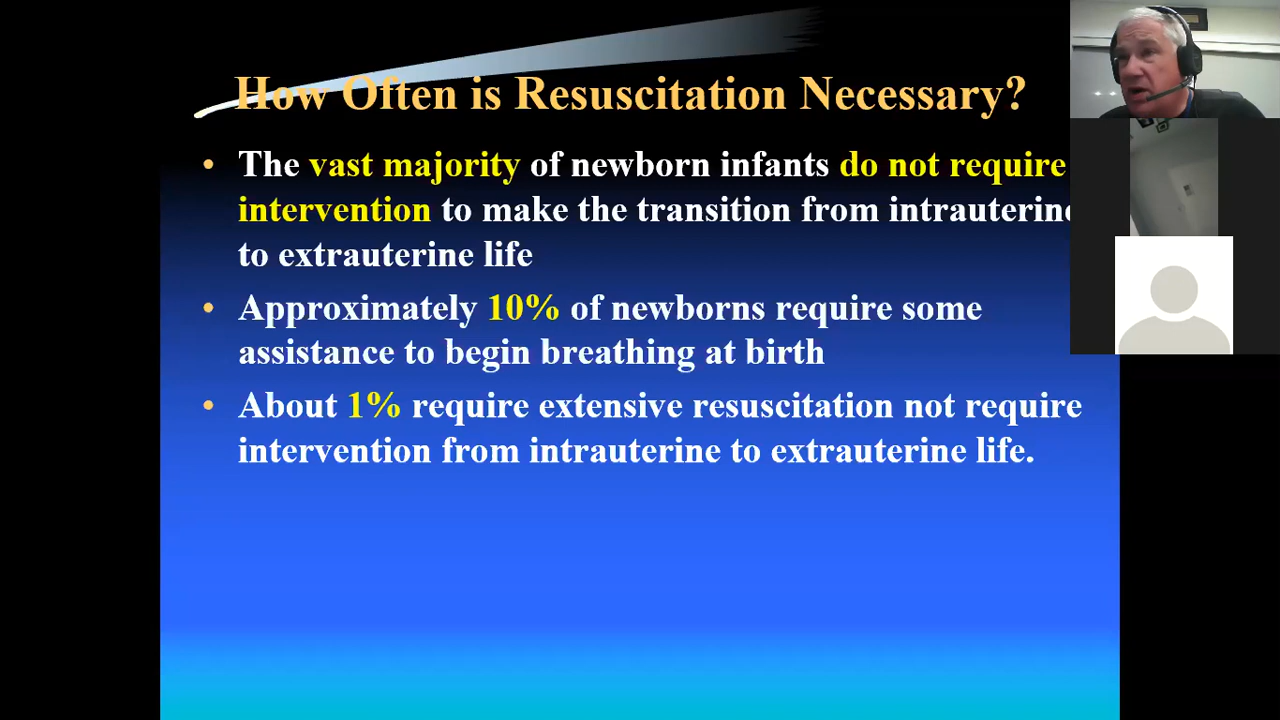 How Often is Resuscitation Necessary?
• The vast majority of newborn infants do not require
intervention to make the transition from intrauterine
to extrauterine life
• Approximately 10% of newborns require some
assistance to begin breathing at birth
• About 1% require extensive resuscitation not require
intervention from intrauterine to extrauterine life.